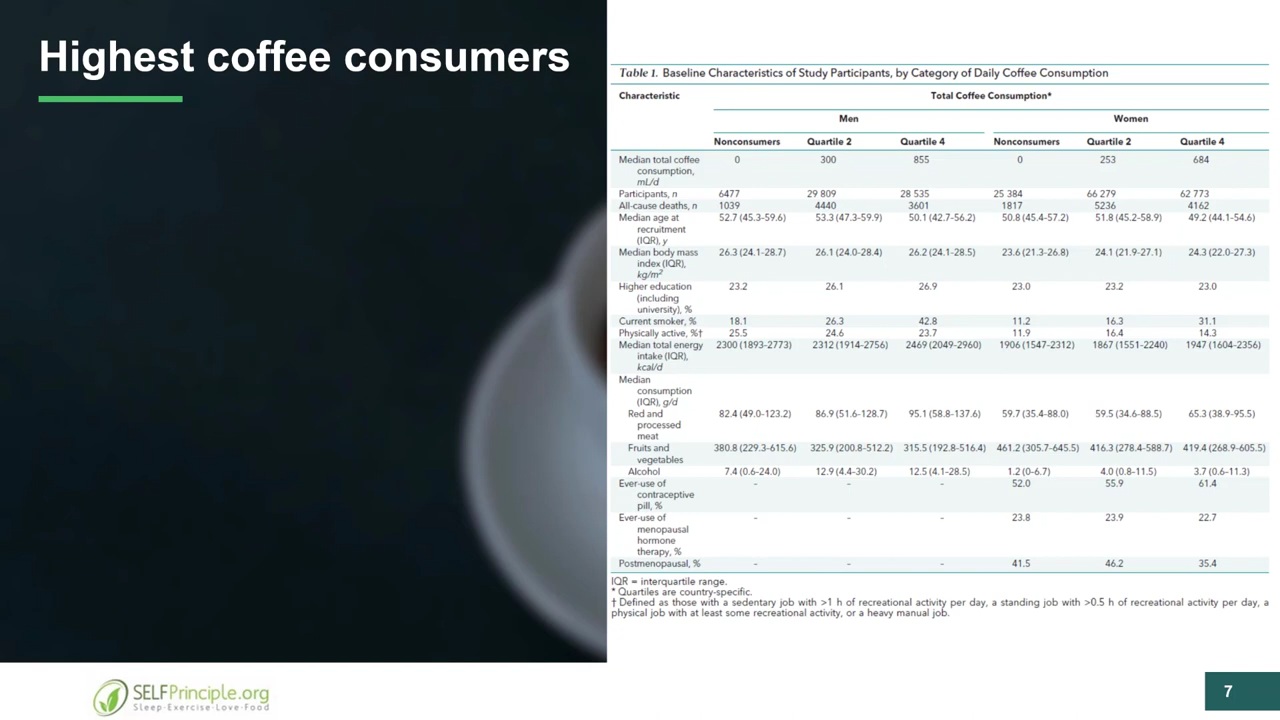 Highest coffee consumers
Table 1. Baseline Characteristics of Study Participants, by Category of Daily Coffee Consumption
Characteristic Total Coffee Consumption*
Men Women
Nonconsumers Quartile 2 Quartile 4 Nonconsumers Quartile 2 Quartile 4
Median total coffee 0 300 855 0 253 684
consumption,
mL/d
Participants, n 6477 29 809 28 535 25 384 66 279 62 773
All-cause deaths, n 1039 4440 3601 1817 5236 4162
Median age at 52.7 (45.3-59.6) 53.3 (47.3-59.9) 50.1 (42.7-56.2) 50.8 (45.4-57.2) 51.8 (45.2-58.9) 49.2 (44.1-54.6)
recruitment
(IQR), y
Median body mass 26.3 (24.1-28.7) 26.1 (24.0-28.4) 26.2 (24.1-28.5) 23.6 (21.3-26.8) 24.1 (21.9-27.1) 24.3 (22.0-27.3)
index (IQR),
kg/m²
Higher education 23.2 26.1 26.9 23.0 23.2 23.0
(including
university), %
Current smoker, % 18.1 26.3 42.8 11.2 16.3 31.1
Physically active, %† 25.5 24.6 23.7 11.9 16.4 14.3
Median total energy 2300 (1893-2773) 2312 (1914-2756) 2469 (2049-2960) 1906 (1547-2312) 1867 (1551-2240) 1947 (1604-2356)
intake (IQR),
kcal/d
Median
consumption
(IQR), g/d
Red and 82.4 (49.0-123.2) 86.9 (51.6-128.7) 95.1 (58.8-137.6) 59.7 (35.4-88.0) 59.5 (34.6-88.5) 65.3 (38.9-95.5)
processed
meat
Fruits and 380.8 (229.3-615.6) 325.9 (200.8-512.2) 315.5 (192.8-516.4) 461.2 (305.7-645.5) 416.3 (278.4-588.7) 419.4 (268.9-605.5)
vegetables
Alcohol 7.4 (0.6-24.0) 12.9 (4.4-30.2) 12.5 (4.1-28.5) 1.2 (0-6.7) 4.0 (0.8-11.5) 3.7 (0.6-11.3)
Ever-use of - - - 52.0 55.9 61.4
contraceptive
pill, %
Ever-use of - - - 23.8 23.9 22.7
menopausal
hormone
therapy, %
Postmenopausal, % - - - 41.5 46.2 35.4
IQR = interquartile range.
* Quartiles are country-specific.
† Defined as those with a sedentary job with >1 h of recreational activity per day, a standing job with >0.5 h of recreational activity per day, a
physical job with at least some recreational activity, or a heavy manual job.
SELFPrinciple.org
Sleep-Exercise-Love-Food
7